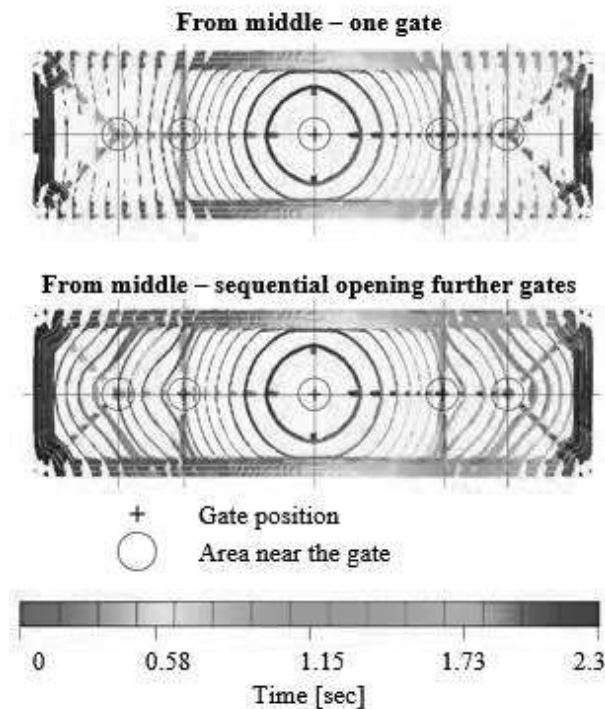 From middle – one gate
From middle – sequential opening further gates
Gate position
Area near the gate
0 0.58 1.15 1.73 2.3
Time [sec]